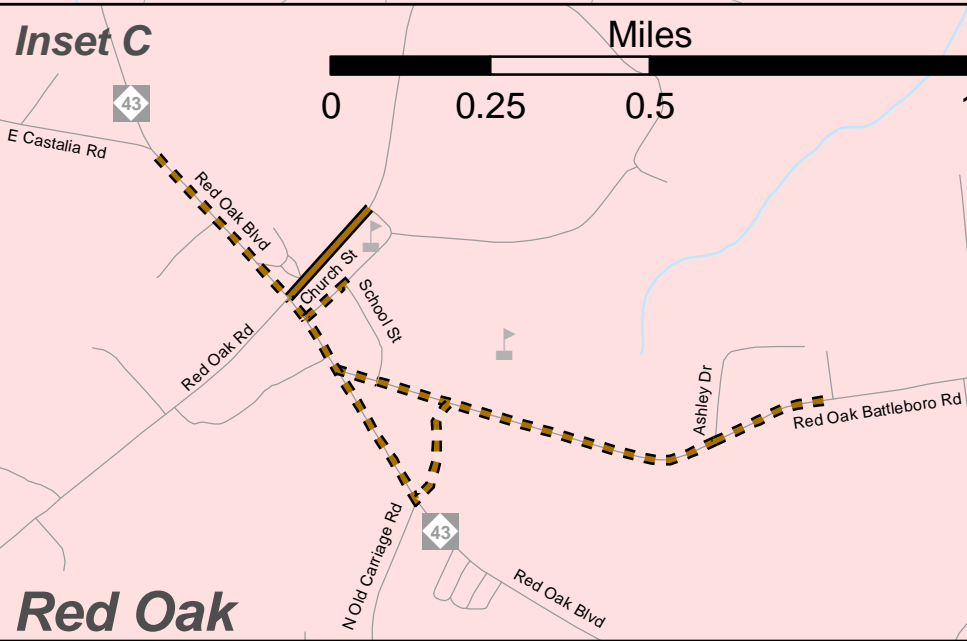 Inset C
Miles
0 0.25 0.5 1
43
E Castalia Rd
Red Oak Blvd
Church St
School St
Red Oak Rd
Ashley Dr
Red Oak Battleboro Rd
N Old Carriage Rd
43
Red Oak Blvd
Red Oak